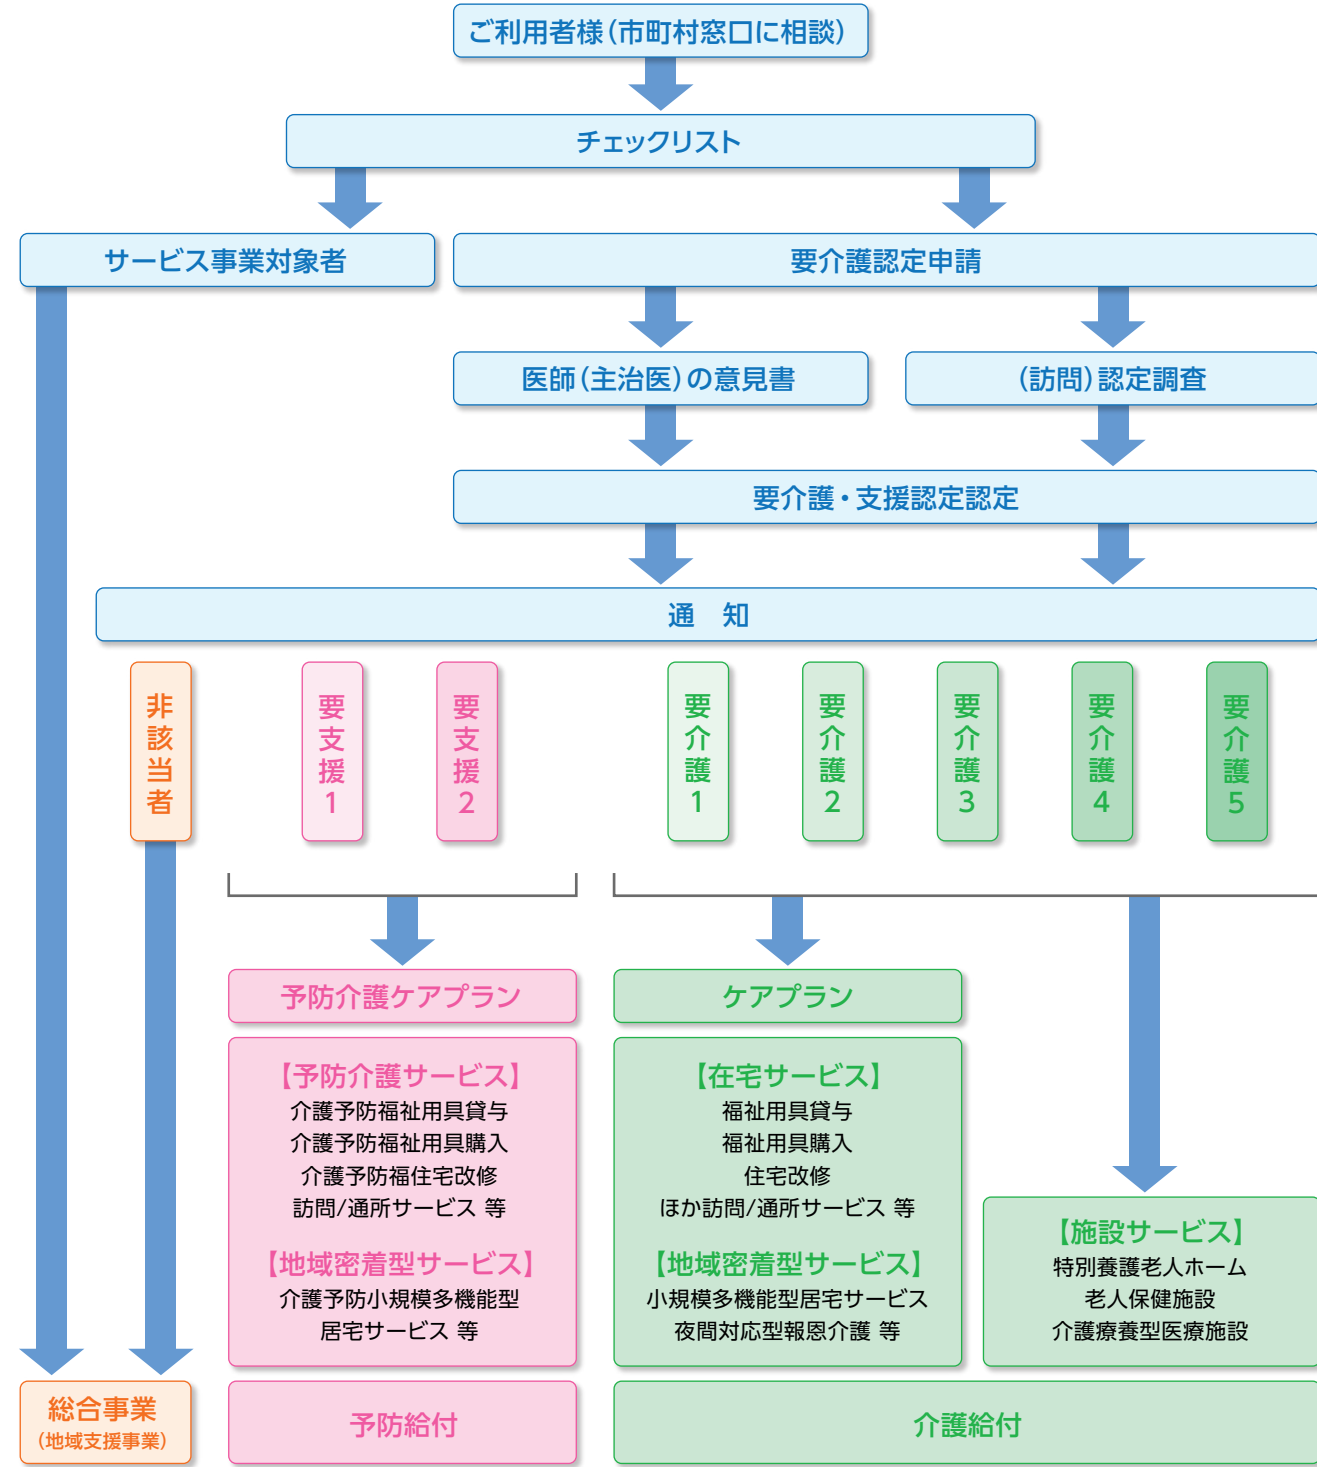 ご利用者様(市町村窓口に相談)
チェックリスト
サービス事業対象者
要介護認定申請
医師(主治医)の意見書
(訪問)認定調査
要介護・支援認定認定
通　知
非該当者
要支援1
要支援2
要介護1
要介護2
要介護3
要介護4
要介護5
予防介護ケアプラン
【予防介護サービス】
介護予防福祉用具貸与
介護予防福祉用具購入
介護予防福住宅改修
訪問/通所サービス 等
【地域密着型サービス】
介護予防小規模多機能型
居宅サービス 等
ケアプラン
【在宅サービス】
福祉用具貸与
福祉用具購入
住宅改修
ほか訪問/通所サービス 等
【地域密着型サービス】
小規模多機能型居宅サービス
夜間対応型報恩介護 等
【施設サービス】
特別養護老人ホーム
老人保健施設
介護療養型医療施設
総合事業
(地域支援事業)
予防給付
介護給付